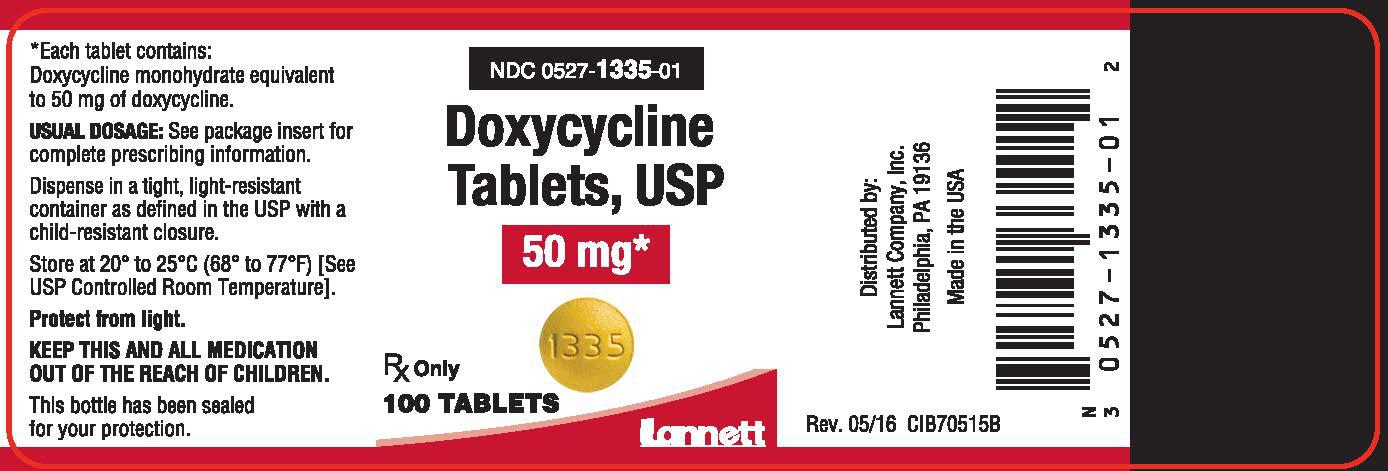 *Each tablet contains:
Doxycycline monohydrate equivalent
to 50 mg of doxycycline.
USUAL DOSAGE: See package insert for
complete prescribing information.
Dispense in a tight, light-resistant
container as defined in the USP with a
child-resistant closure.
Store at 20° to 25°C (68° to 77°F) [See
USP Controlled Room Temperature].
Protect from light.
KEEP THIS AND ALL MEDICATION
OUT OF THE REACH OF CHILDREN.
This bottle has been sealed
for your protection.
NDC 0527-1335-01
Doxycycline
Tablets, USP
50 mg*
1335
Rx Only
100 TABLETS
Lannett
Distributed by:
Lannett Company, Inc.
Philadelphia, PA 19136
Made in the USA
Rev. 05/16 CIB70515B
N
3 0527-1335-01 2